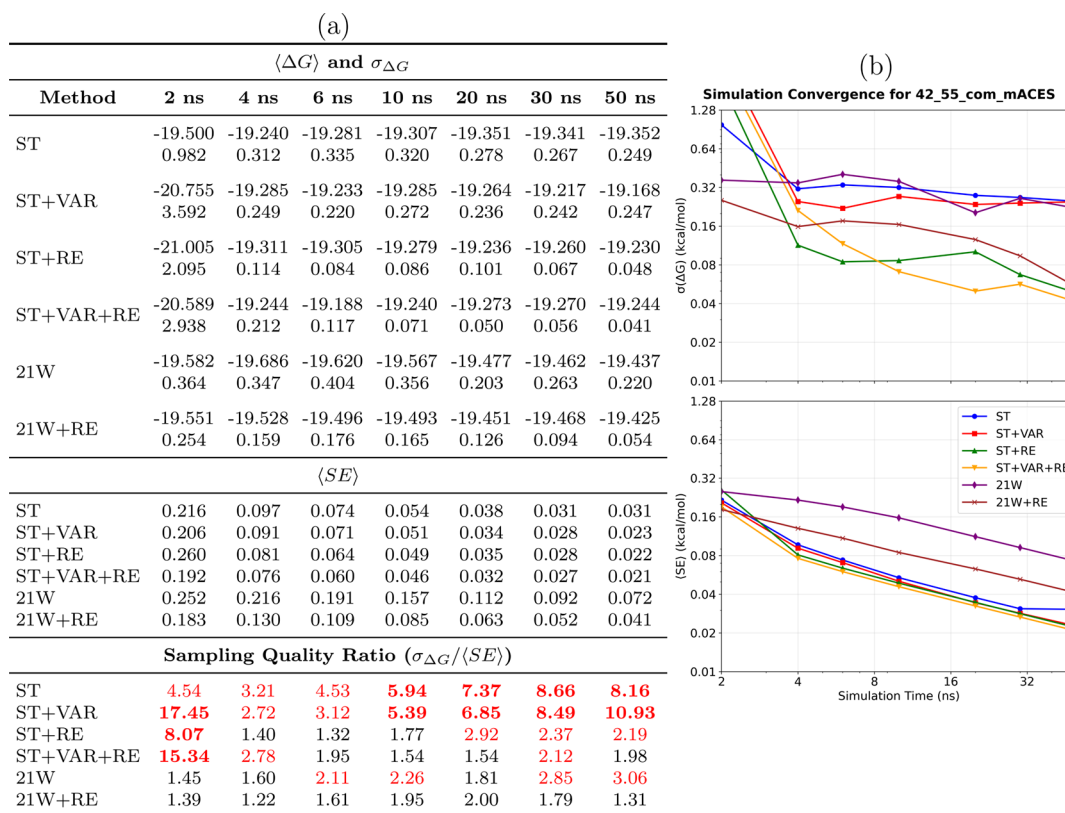 (a)
⟨ΔG⟩ and σΔG
Method 2 ns 4 ns 6 ns 10 ns 20 ns 30 ns 50 ns
ST -19.500 -19.240 -19.281 -19.307 -19.351 -19.341 -19.352
0.982 0.312 0.335 0.320 0.278 0.267 0.249
ST+VAR -20.755 -19.285 -19.233 -19.285 -19.264 -19.217 -19.168
3.592 0.249 0.220 0.272 0.236 0.242 0.247
ST+RE -21.005 -19.311 -19.305 -19.279 -19.236 -19.260 -19.230
2.095 0.114 0.084 0.086 0.101 0.067 0.048
ST+VAR+RE -20.589 -19.244 -19.188 -19.240 -19.273 -19.270 -19.244
2.938 0.212 0.117 0.071 0.050 0.056 0.041
21W -19.582 -19.686 -19.620 -19.567 -19.477 -19.462 -19.437
0.364 0.347 0.404 0.356 0.203 0.263 0.220
21W+RE -19.551 -19.528 -19.496 -19.493 -19.451 -19.468 -19.425
0.254 0.159 0.176 0.165 0.126 0.094 0.054
⟨SE⟩
ST 0.216 0.097 0.074 0.054 0.038 0.031 0.031
ST+VAR 0.206 0.091 0.071 0.051 0.034 0.028 0.023
ST+RE 0.260 0.081 0.064 0.049 0.035 0.028 0.022
ST+VAR+RE 0.192 0.076 0.060 0.046 0.032 0.027 0.021
21W 0.252 0.216 0.191 0.157 0.112 0.092 0.072
21W+RE 0.183 0.130 0.109 0.085 0.063 0.052 0.041
Sampling Quality Ratio (σΔG/⟨SE⟩)
ST 4.54 3.21 4.53 5.94 7.37 8.66 8.16
ST+VAR 17.45 2.72 3.12 5.39 6.85 8.49 10.93
ST+RE 8.07 1.40 1.32 1.77 2.92 2.37 2.19
ST+VAR+RE 15.34 2.78 1.95 1.54 1.54 2.12 1.98
21W 1.45 1.60 2.11 2.26 1.81 2.85 3.06
21W+RE 1.39 1.22 1.61 1.95 2.00 1.79 1.31
(b)
Simulation Convergence for 42_55_com_mACES
σ(ΔG) (kcal/mol)
1.28
0.64
0.32
0.16
0.08
0.04
0.02
0.01
⟨SE⟩ (kcal/mol)
1.28
0.64
0.32
0.16
0.08
0.04
0.02
0.01
ST
ST+VAR
ST+RE
ST+VAR+RE
21W
21W+RE
2 4 8 16 32
Simulation Time (ns)